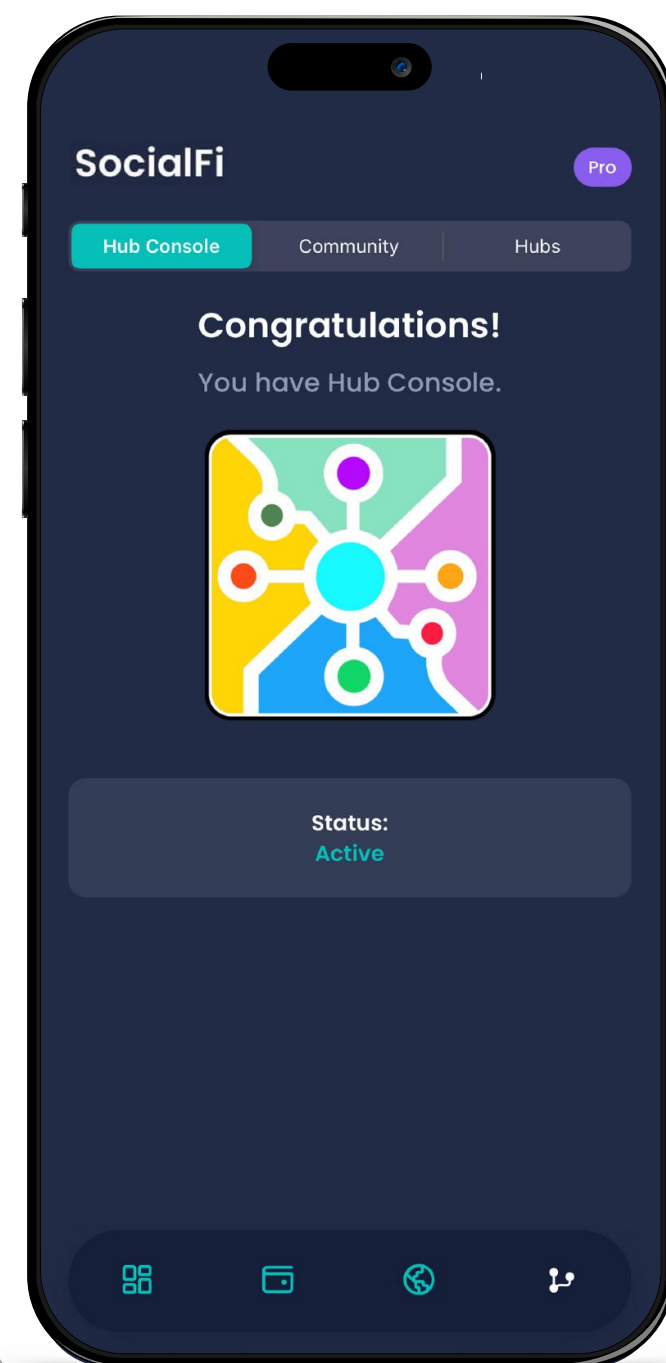 SocialFi
Pro
Hub Console
Community
Hubs
Congratulations!
You have Hub Console.
Status:
Active